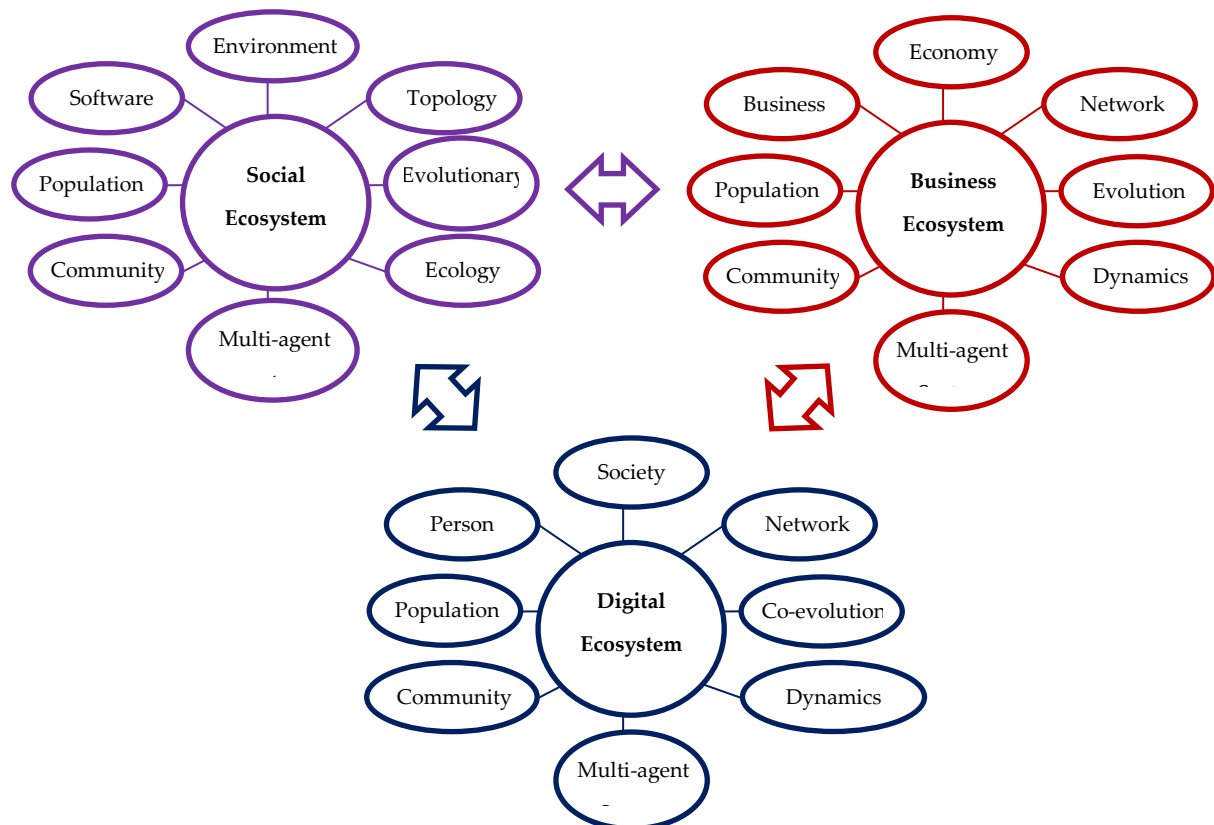 Environment
Software
Topology
Population
Social
Ecosystem
Evolutionary
Community
Ecology
Multi-agent
Economy
Business
Network
Population
Business
Ecosystem
Evolution
Community
Dynamics
Multi-agent
Society
Person
Network
Population
Digital
Ecosystem
Co-evolution
Community
Dynamics
Multi-agent